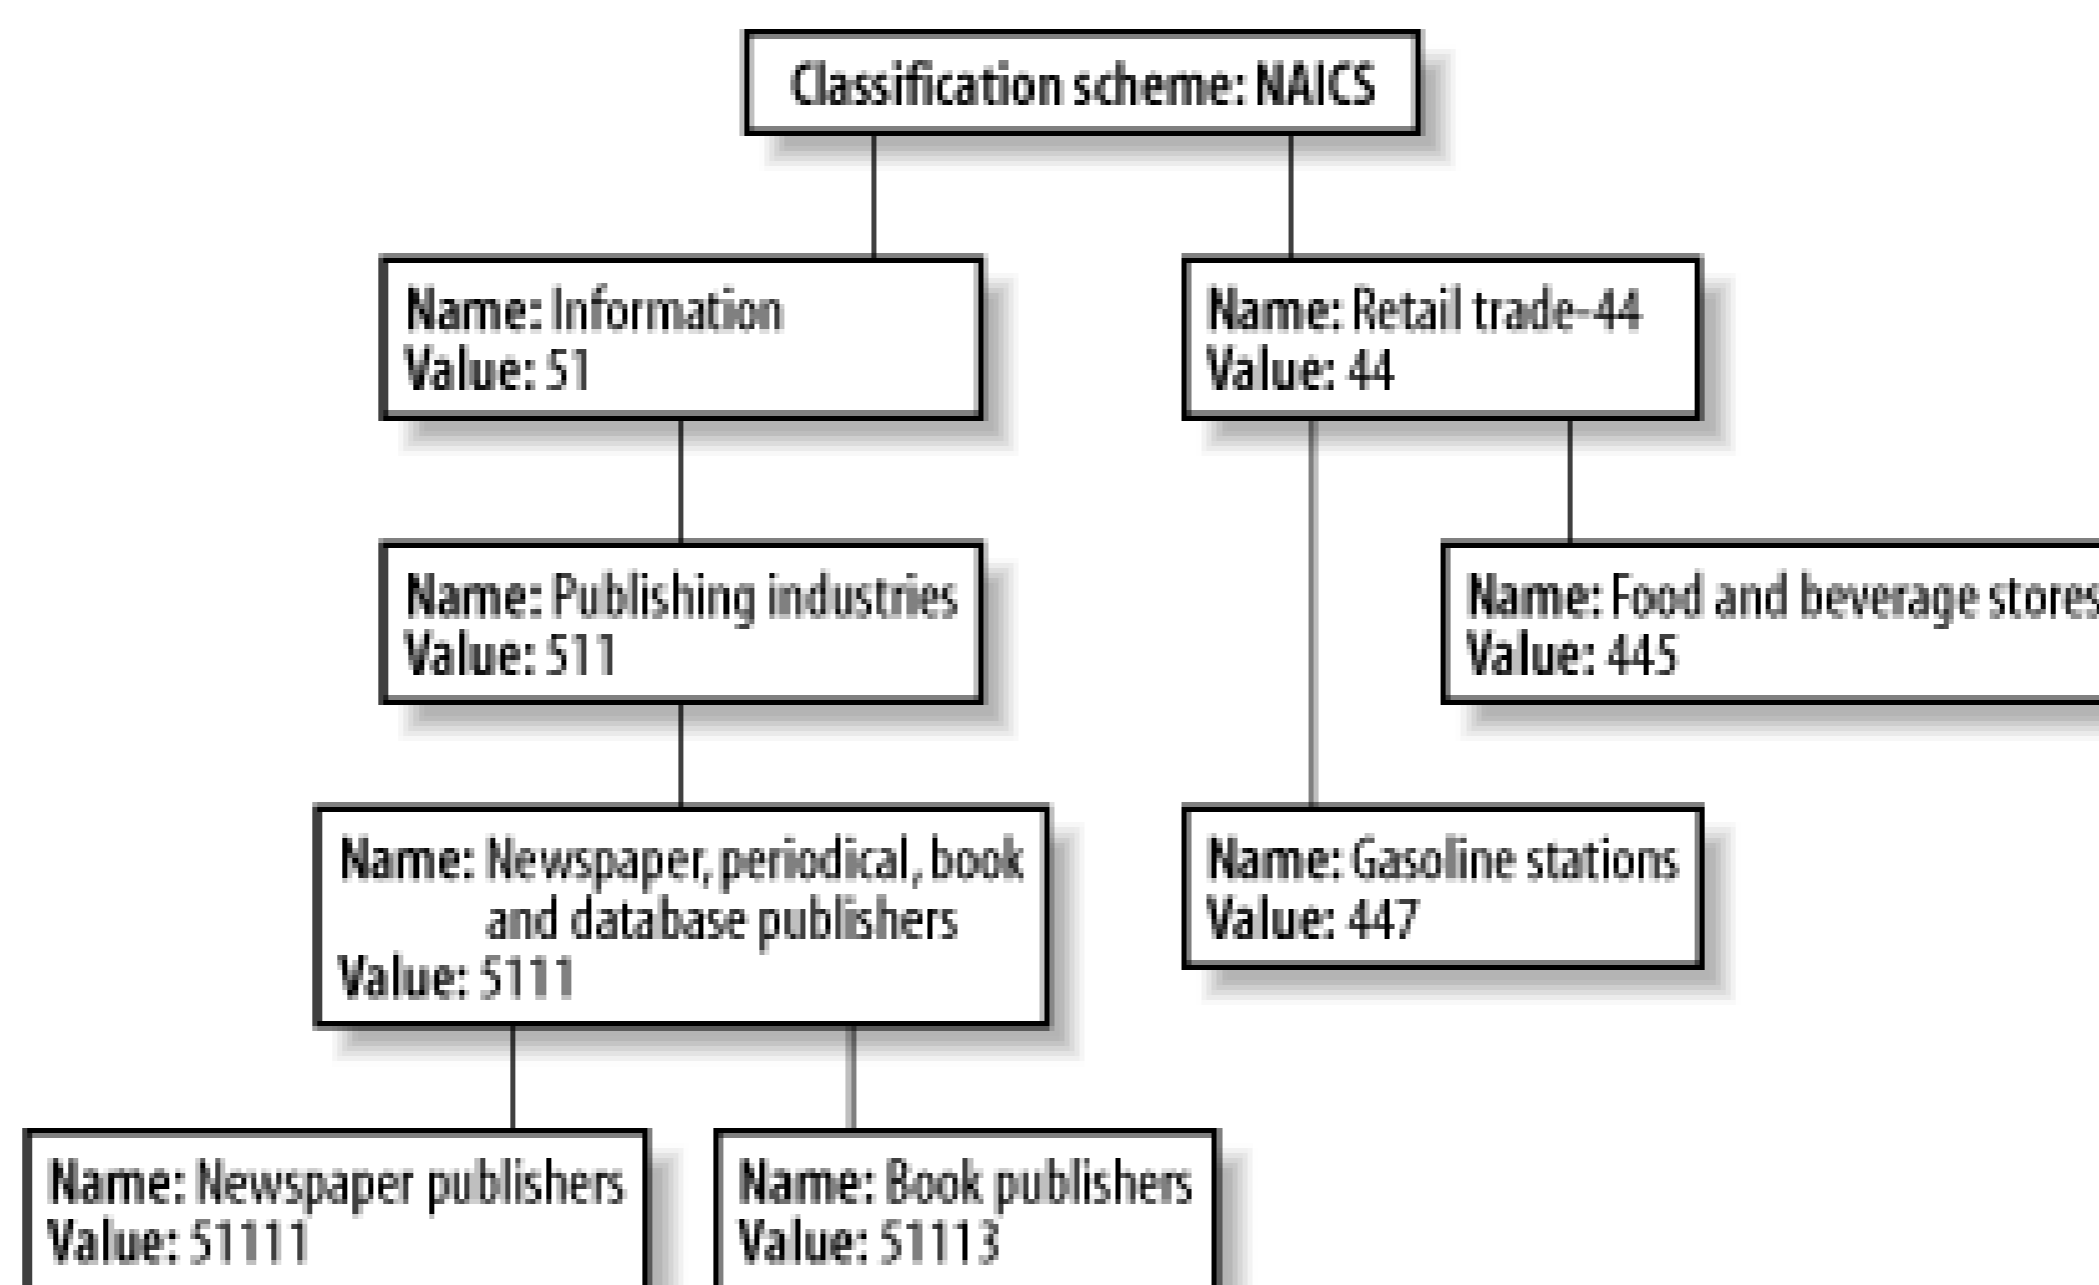 Classification scheme: NAICS
Name: Information
Value: 51
Name: Retail trade-44
Value: 44
Name: Publishing industries
Value: 511
Name: Food and beverage stores
Value: 445
Name: Newspaper, periodical, book
and database publishers
Value: 5111
Name: Gasoline stations
Value: 447
Name: Newspaper publishers
Value: 51111
Name: Book publishers
Value: 51113